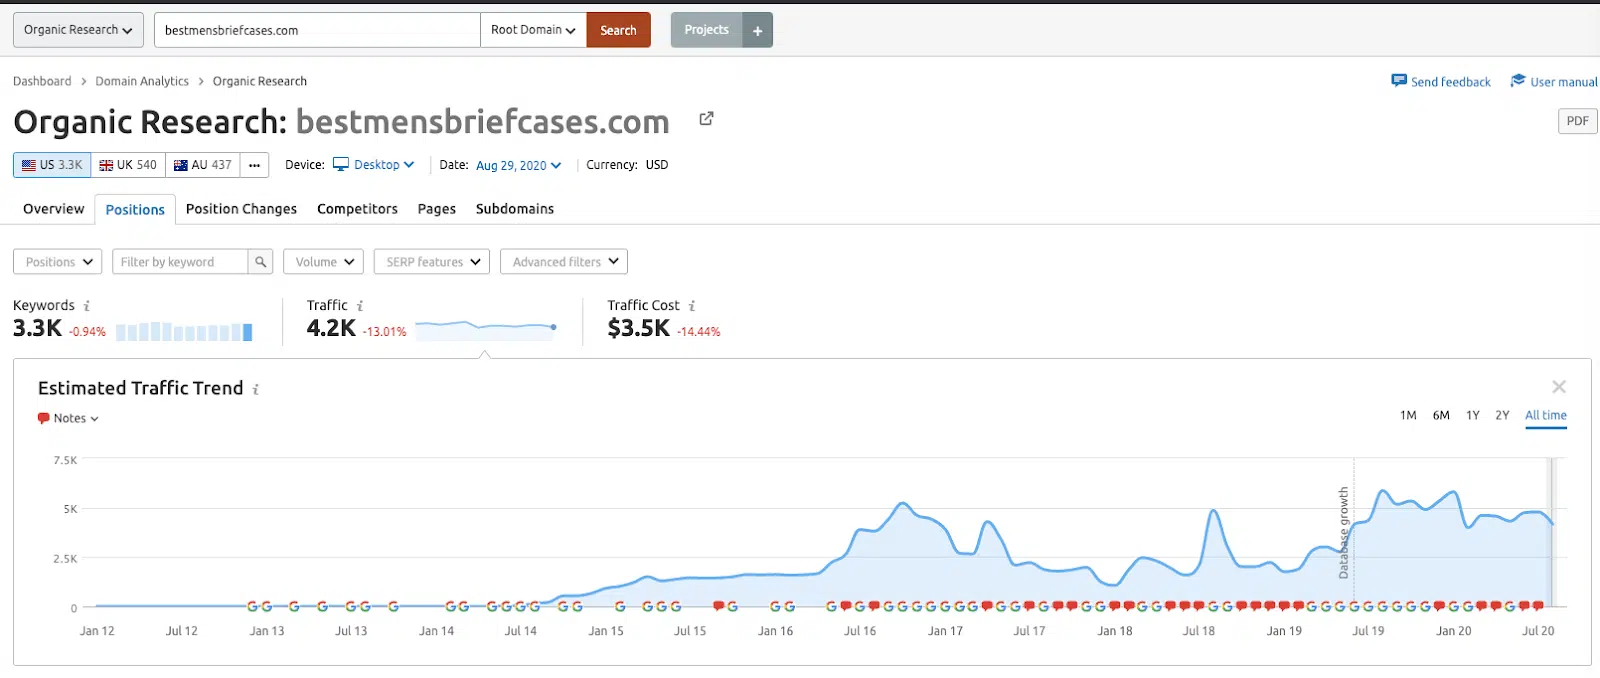 Organic Research bestmensbriefcases.com Root Domain Search Projects +
Dashboard > Domain Analytics > Organic Research Send feedback User manual
Organic Research: bestmensbriefcases.com
PDF
US 3.3K UK 540 AU 437 ... Device: Desktop Date: Aug 29, 2020 Currency: USD
Overview Positions Position Changes Competitors Pages Subdomains
Positions Filter by keyword Volume SERP features Advanced filters
Keywords i Traffic i Traffic Cost i
3.3K -0.94% 4.2K -13.01% $3.5K -14.44%
Estimated Traffic Trend i
Notes 1M 6M 1Y 2Y All time
7.5K
5K
2.5K
0
Database growth
Jan 12 Jul 12 Jan 13 Jul 13 Jan 14 Jul 14 Jan 15 Jul 15 Jan 16 Jul 16 Jan 17 Jul 17 Jan 18 Jul 18 Jan 19 Jul 19 Jan 20 Jul 20